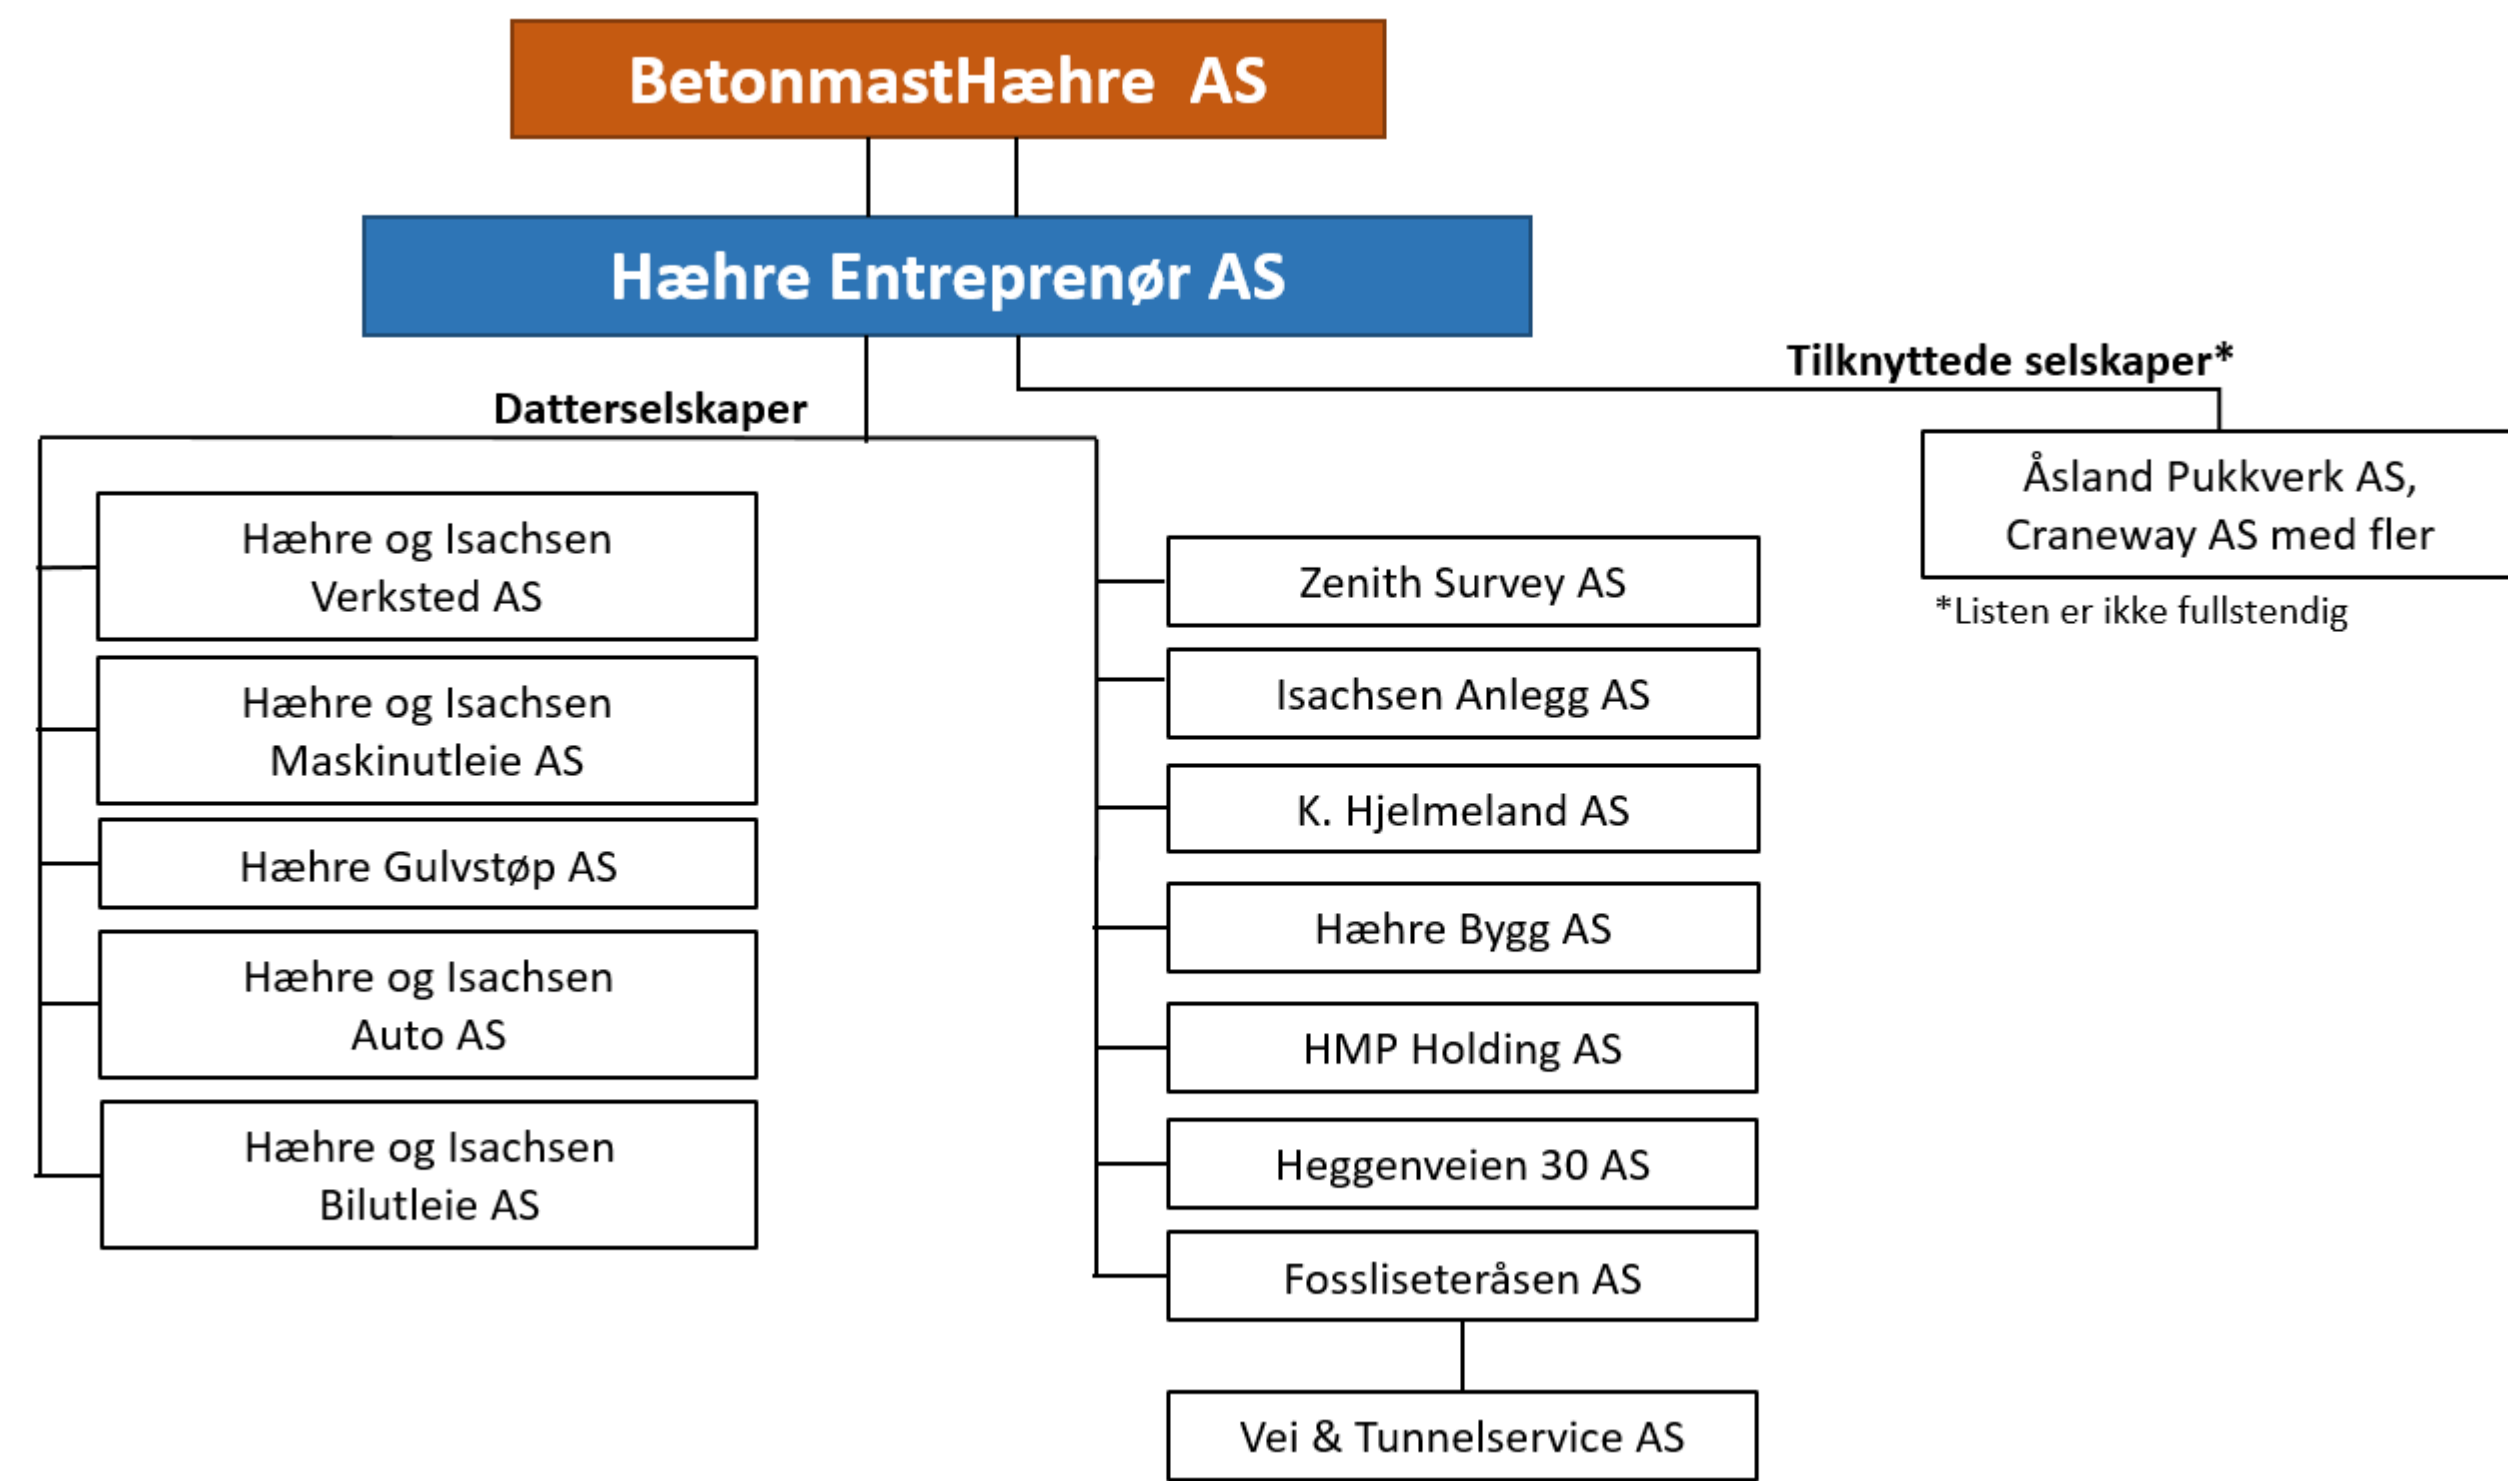 BetonmastHæhre AS
Hæhre Entreprenør AS
Tilknyttede selskaper*
Datterselskaper
Hæhre og Isachsen
Verksted AS
Hæhre og Isachsen
Maskinutleie AS
Hæhre Gulvstøp AS
Hæhre og Isachsen
Auto AS
Hæhre og Isachsen
Bilutleie AS
Zenith Survey AS
Isachsen Anlegg AS
K. Hjelmeland AS
Hæhre Bygg AS
HMP Holding AS
Heggenveien 30 AS
Fossliseteråsen AS
Vei & Tunnelservice AS
Åsland Pukkverk AS,
Craneway AS med fler
*Listen er ikke fullstendig